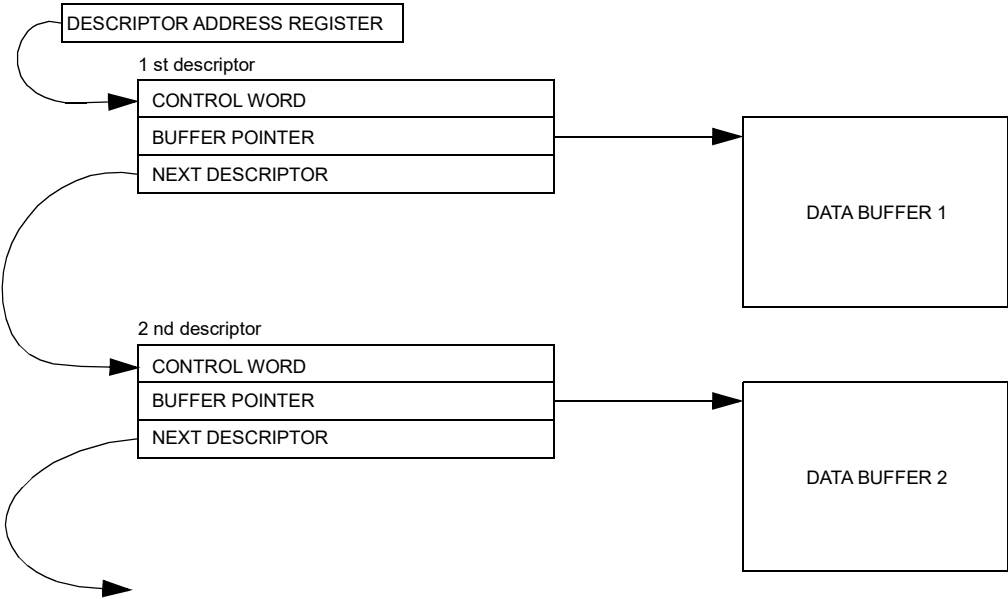 DESCRIPTOR ADDRESS REGISTER
1 st descriptor
CONTROL WORD
BUFFER POINTER
NEXT DESCRIPTOR
DATA BUFFER 1
2 nd descriptor
CONTROL WORD
BUFFER POINTER
NEXT DESCRIPTOR
DATA BUFFER 2